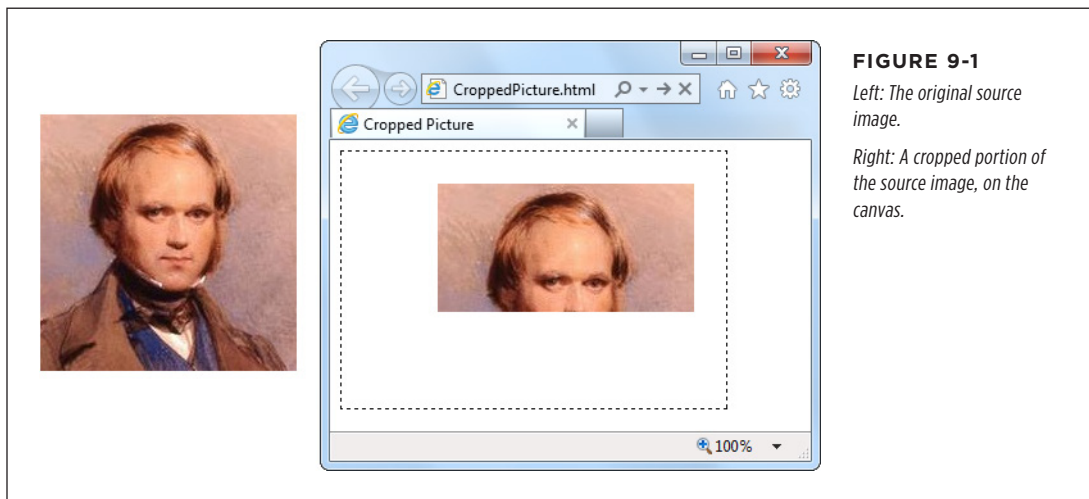 CroppedPicture.html
Cropped Picture
100%
FIGURE 9-1
Left: The original source
image.
Right: A cropped portion of
the source image, on the
canvas.